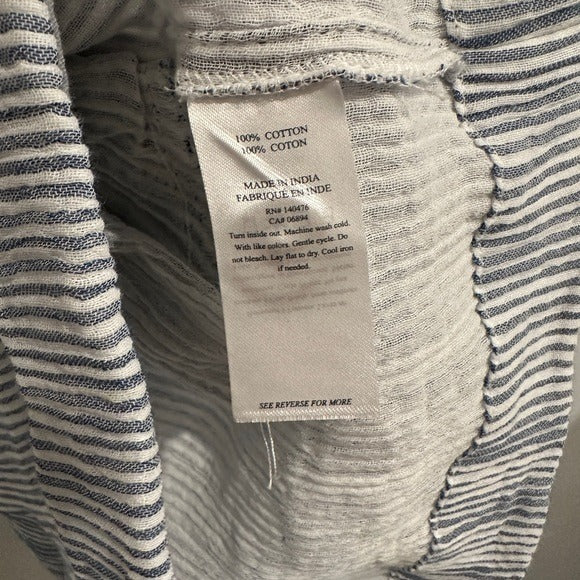 100% COTTON
100% COTON
MADE IN INDIA
FABRIQUÉ EN INDE
RN# 140476
CA# 06894
Turn inside out. Machine wash cold.
With like colors. Gentle cycle. Do
not bleach. Lay flat to dry. Cool iron
if needed.
SEE REVERSE FOR MORE